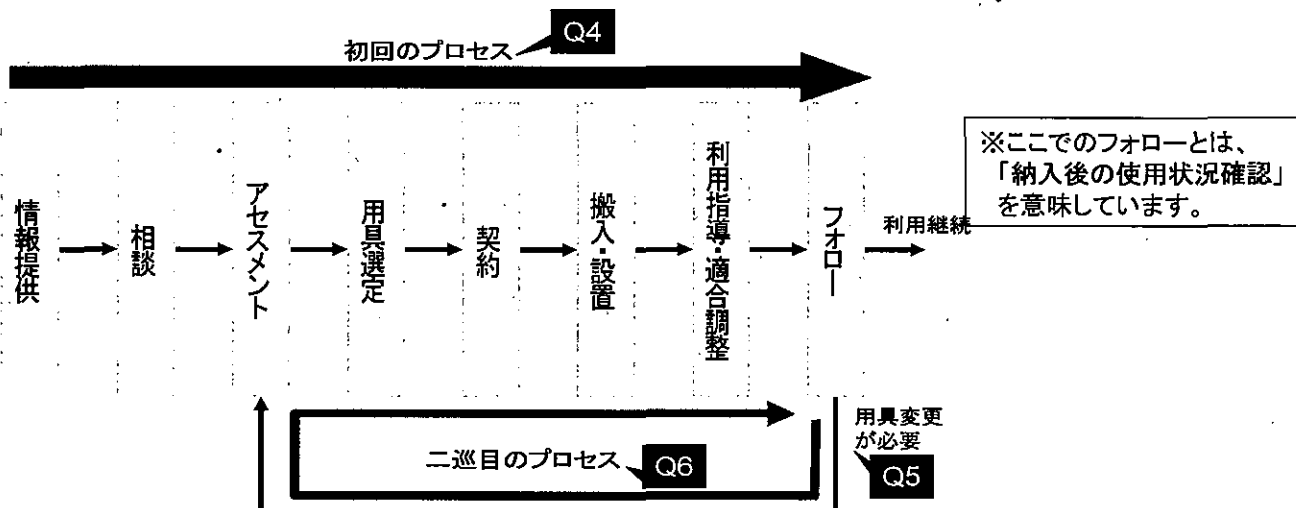 初回のプロセス
Q4
情報提供
相談
アセスメント
用具選定
契約
搬入・設置
利用指導・適合調整
フォロー
利用継続
※ここでのフォローとは、
「納入後の使用状況確認」
を意味しています。
用具変更
が必要
Q5
二巡目のプロセス
Q6